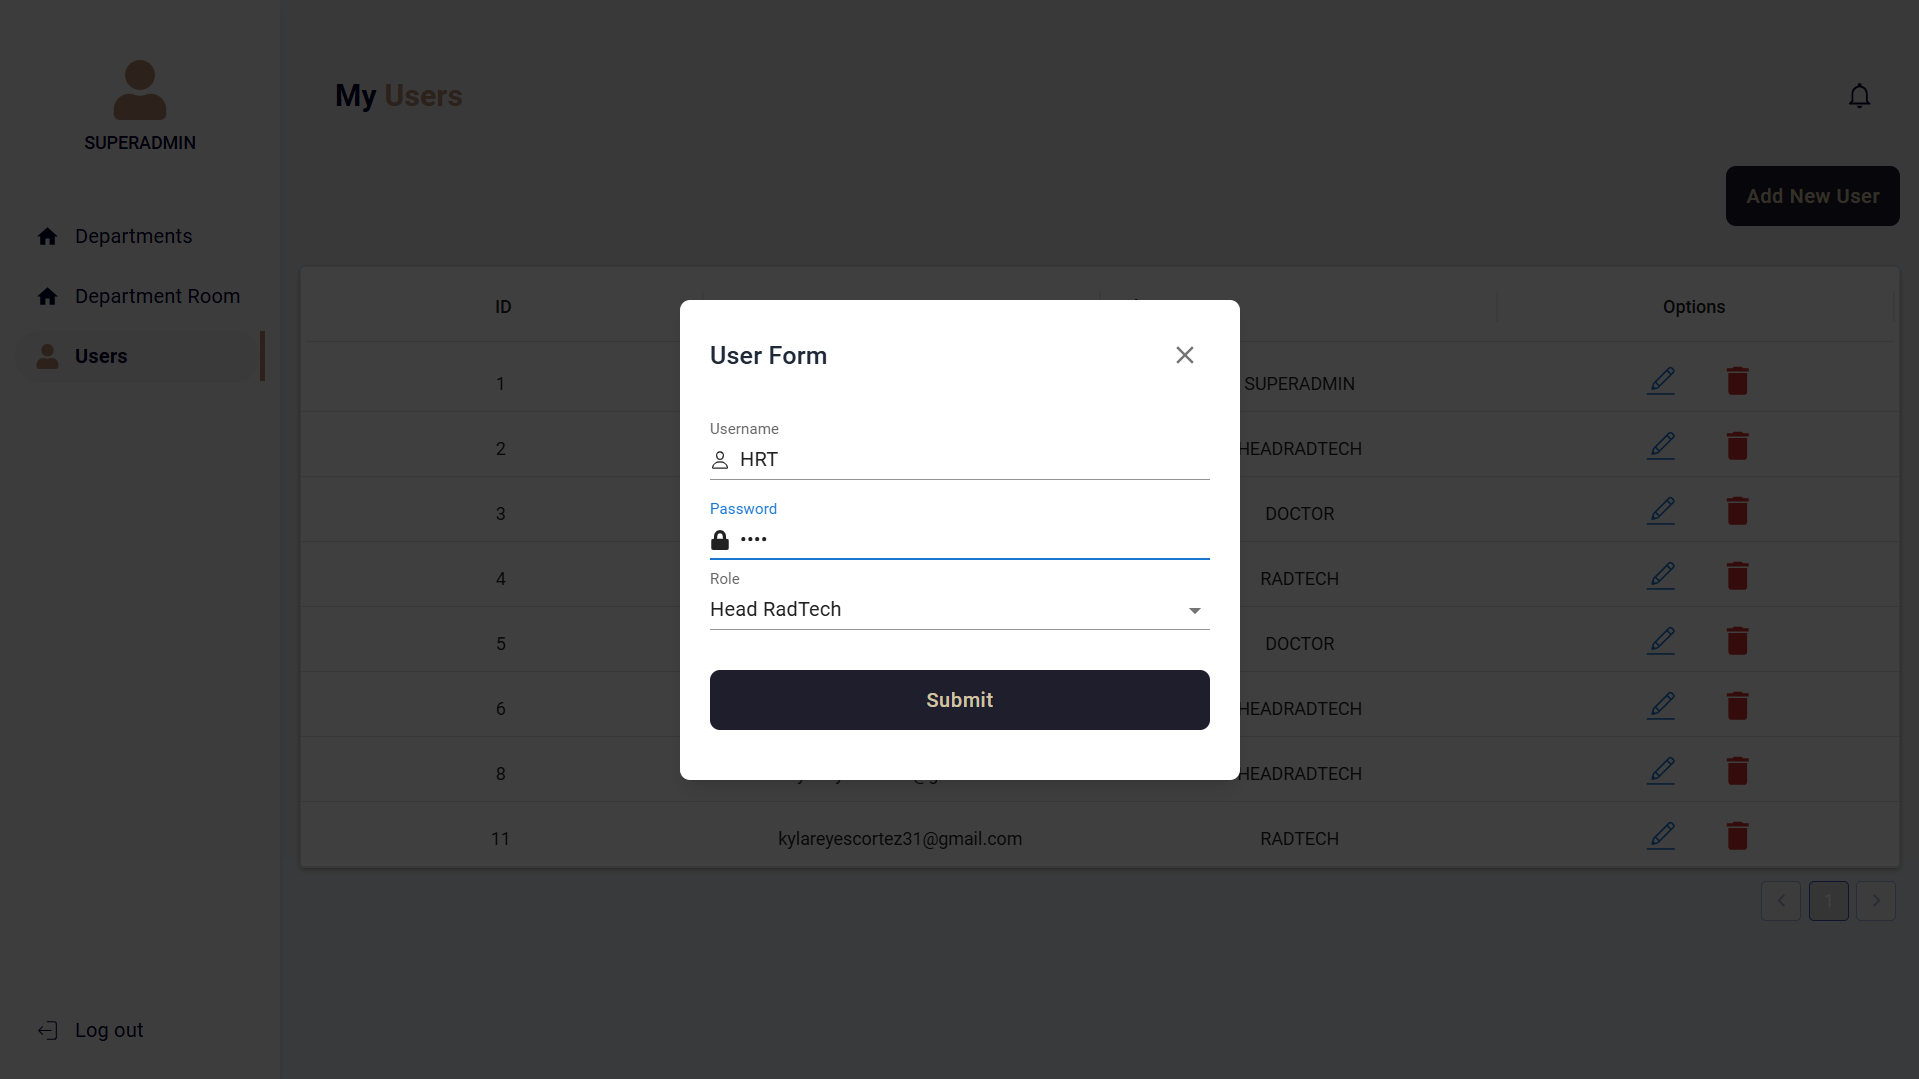 SUPERADMIN
Departments
Department Room
Users
Log out
My Users
Add New User
ID
Options
1
SUPERADMIN
2
HEADRADTECH
3
DOCTOR
4
RADTECH
5
DOCTOR
6
HEADRADTECH
8
HEADRADTECH
11
kylareyescortez31@gmail.com
RADTECH
1
User Form
Username
HRT
Password
••••
Role
Head RadTech
Submit